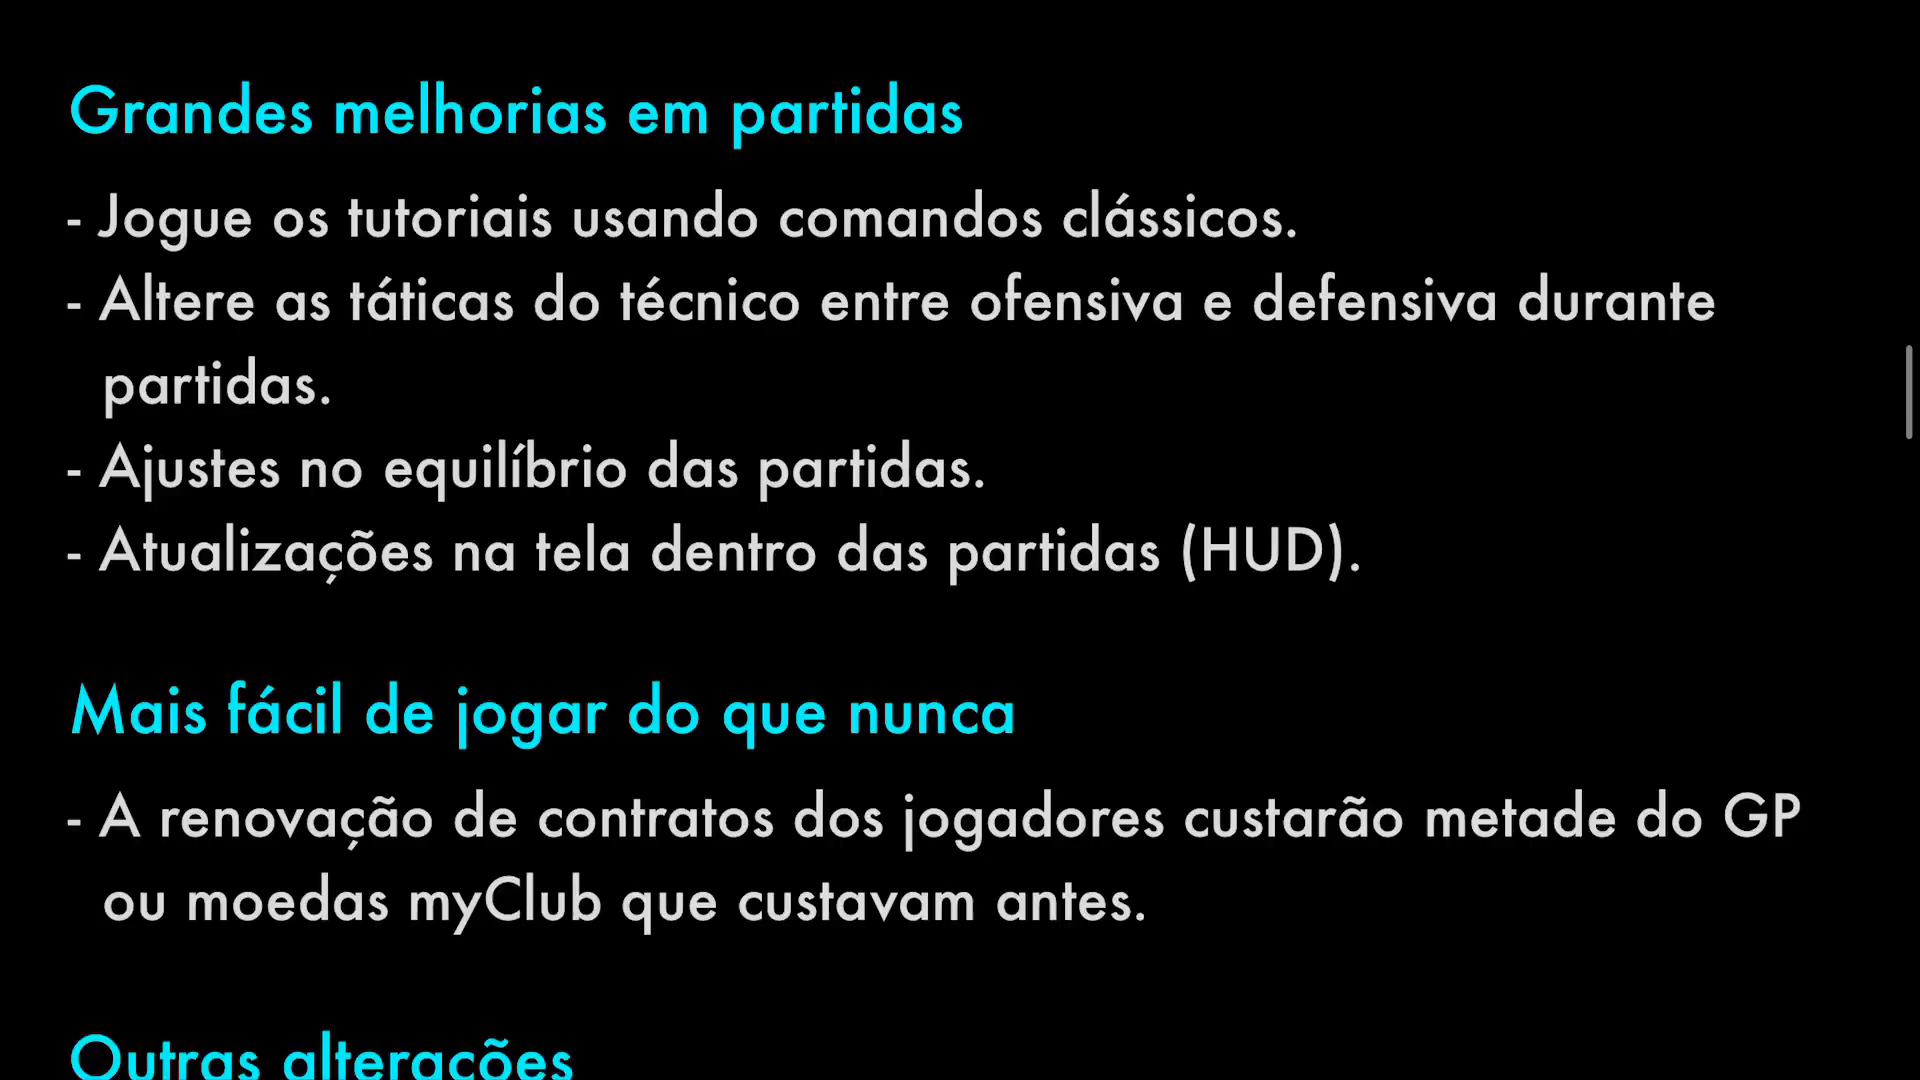 Grandes melhorias em partidas
- Jogue os tutoriais usando comandos clássicos.
- Altere as táticas do técnico entre ofensiva e defensiva durante
partidas.
- Ajustes no equilíbrio das partidas.
- Atualizações na tela dentro das partidas (HUD).
Mais fácil de jogar do que nunca
- A renovação de contratos dos jogadores custarão metade do GP
ou moedas myClub que custavam antes.
Outras alterações